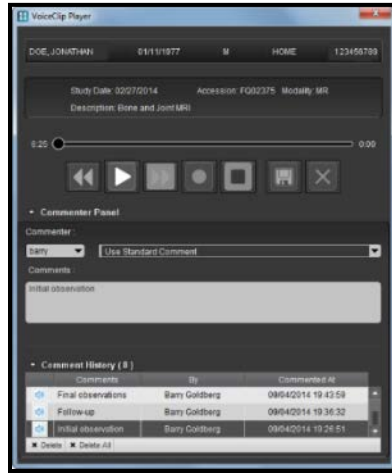 VoiceClip Player
DOE, JONATHAN 01/11/1977 M HOME 123456789
Study Date: 02/27/2014 Accession: FQ02375 Modality: MR
Description: Bone and Joint MRI
6:25 0:00
Commenter Panel
Commenter :
barry Use Standard Comment
Comments :
Initial observation
Comment History ( 8 )
Comments By Commented At
Final observations Barry Goldberg 09/04/2014 19:43:59
Follow-up Barry Goldberg 09/04/2014 19:36:32
Initial observation Barry Goldberg 09/04/2014 19:26:51
Delete Delete All